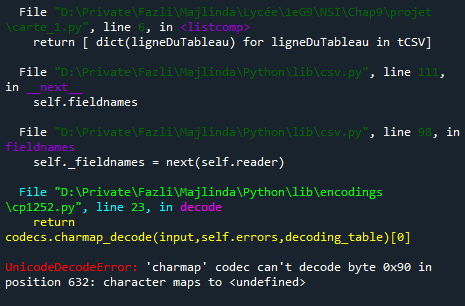 File "D:\Private\Fazli\Majlinda\Lycée\1eG9\NSI\Chap9\projet
\carte_1.py", line 6, in <listcomp>
return [ dict(ligneDuTableau) for ligneDuTableau in tCSV]
File "D:\Private\Fazli\Majlinda\Python\lib\csv.py", line 111,
in __next__
self.fieldnames
File "D:\Private\Fazli\Majlinda\Python\lib\csv.py", line 98, in
fieldnames
self._fieldnames = next(self.reader)
File "D:\Private\Fazli\Majlinda\Python\lib\encodings
\cp1252.py", line 23, in decode
return
codecs.charmap_decode(input,self.errors,decoding_table)[0]
UnicodeDecodeError: 'charmap' codec can't decode byte 0x90 in
position 632: character maps to <undefined>